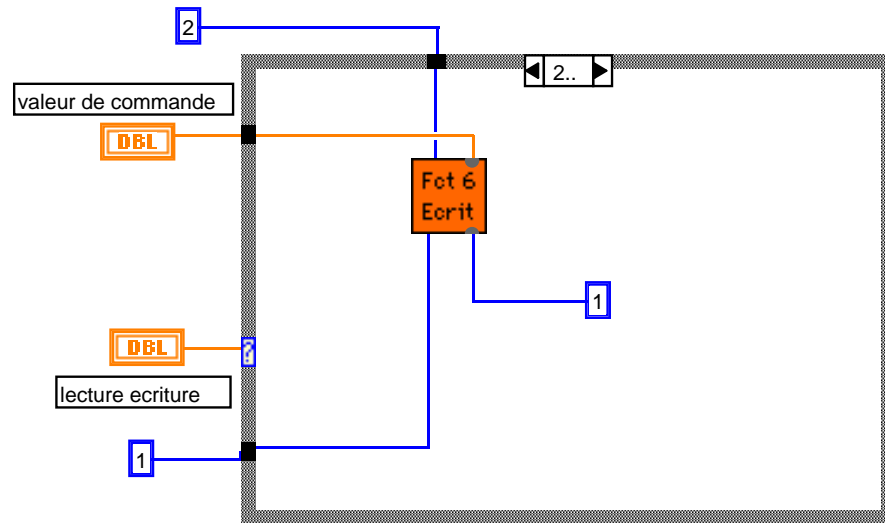 2
2..
valeur de commande
DBL
Fct 6
Ecrit
1
DBL
?
lecture ecriture
1